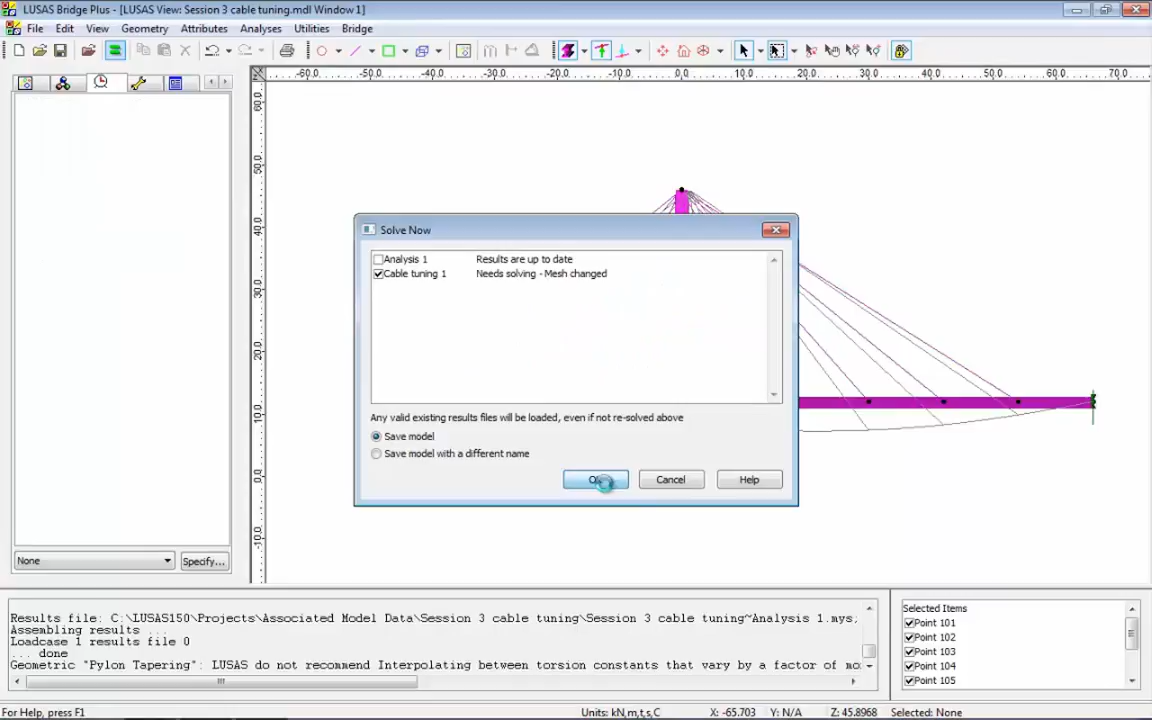 LUSAS Bridge Plus - [LUSAS View: Session 3 cable tuning.mdl Window 1]
File Edit View Geometry Attributes Analyses Utilities Bridge
-60.0 -50.0 -40.0 -30.0 -20.0 -10.0 0.0 10.0 20.0 30.0 40.0 50.0 60.0 70.0
60.0
50.0
40.0
30.0
20.0
10.0
0.0
-10.0
Solve Now
Analysis 1 Results are up to date
Cable tuning 1 Needs solving - Mesh changed
Any valid existing results files will be loaded, even if not re-solved above
Save model
Save model with a different name
Cancel Help
None Specify...
Results file: C:\LUSAS150\Projects\Associated Model Data\Session 3 cable tuning\Session 3 cable tuning~Analysis 1.mys;
Assembling results ...
Loadcase 1 results file 0
... done
Geometric "Pylon Tapering": LUSAS do not recommend Interpolating between torsion constants that vary by a factor of
Selected Items
Point 101
Point 102
Point 103
Point 104
Point 105
For Help, press F1 Units: kN,m,t,s,C X: -65.703 Y: N/A Z: 45.8968 Selected: None